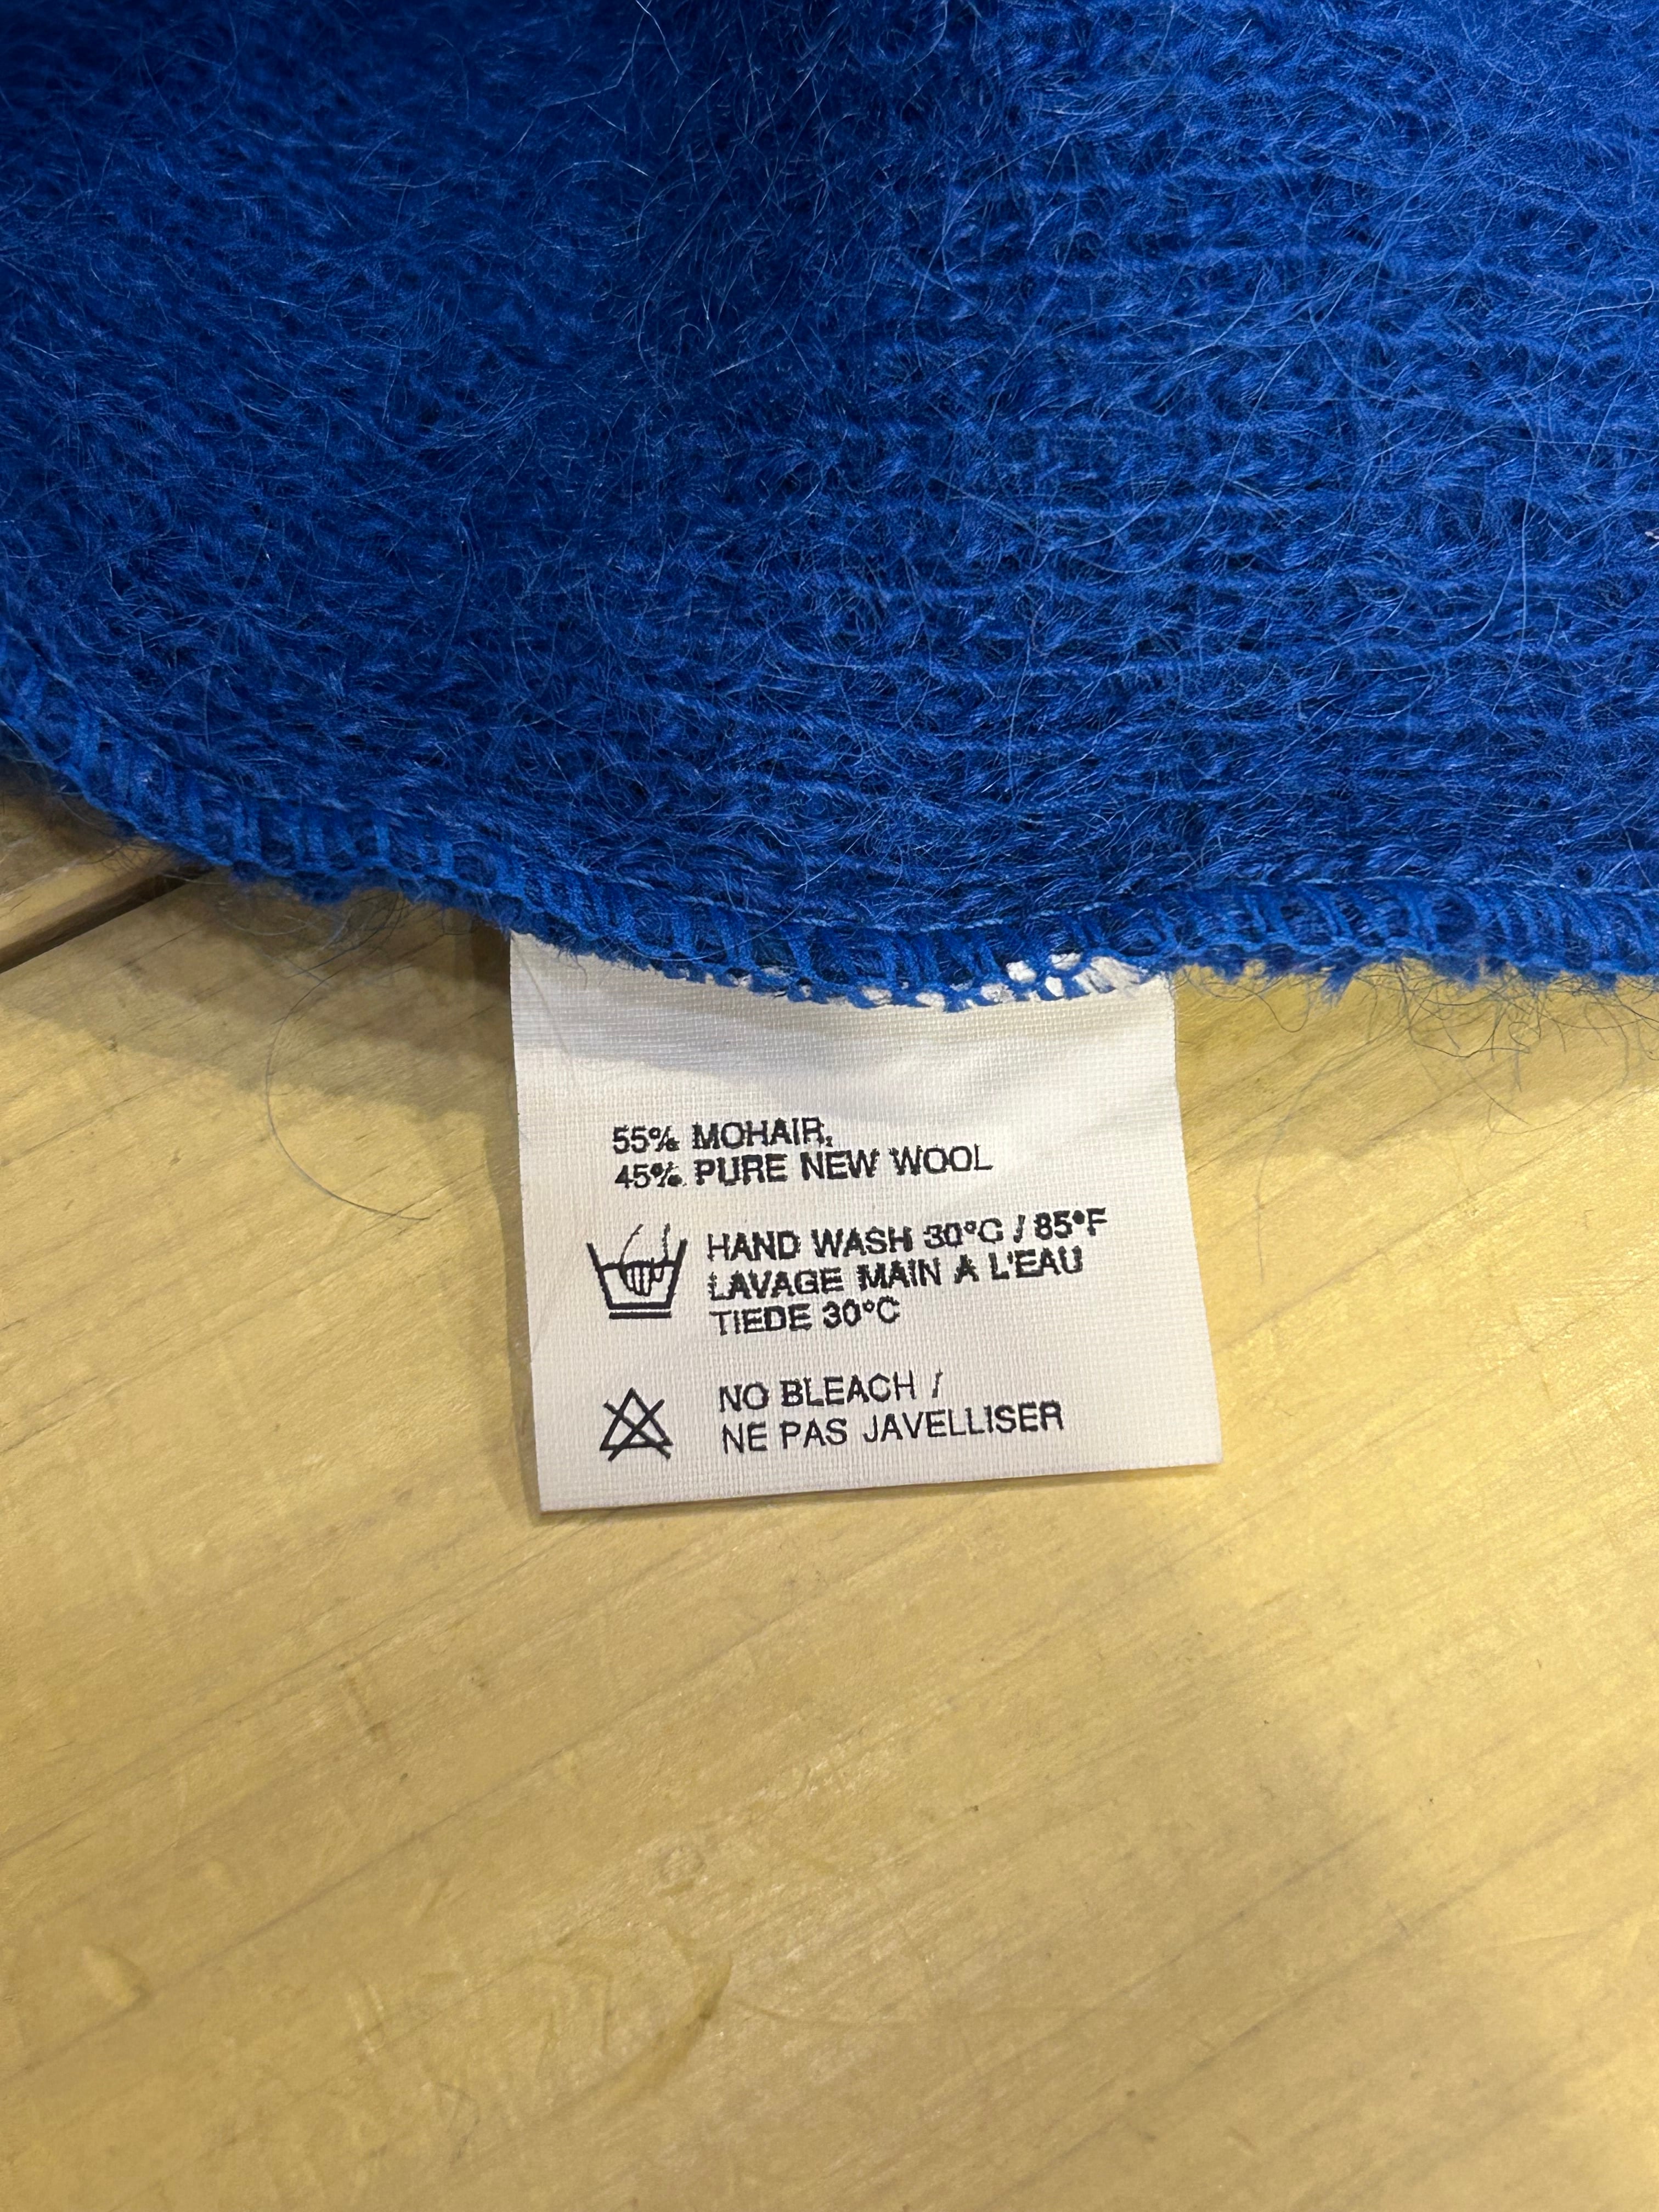 55% MOHAIR,
45% PURE NEW WOOL
HAND WASH 30°C / 85°F
LAVAGE MAIN A L'EAU
TIEDE 30°C
NO BLEACH /
NE PAS JAVELLISER